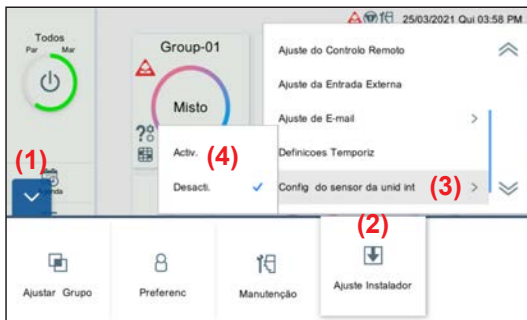 25/03/2021 Qui 03:58 PM
Todos
Par Mar
Group-01
Misto
Ajuste do Controlo Remoto
Ajuste da Entrada Externa
Ajuste de E-mail >
Definicoes Temporiz
Config do sensor da unid int (3) >
Activ. (4)
Desacti.
(1)
(2)
Ajustar Grupo
Preferenc
Manutenção
Ajuste Instalador